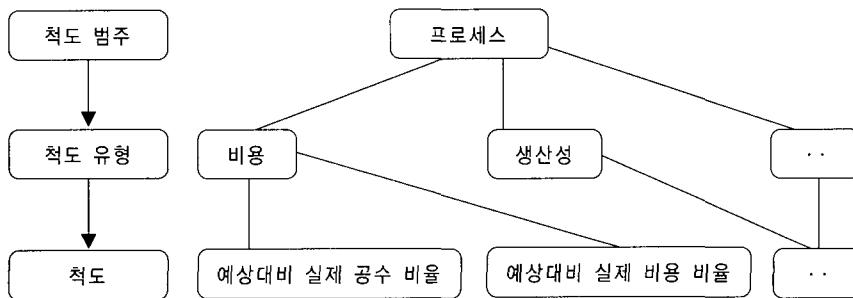 척도 범주
프로세스
척도 유형
비용
생산성
..
척도
예상대비 실제 공수 비율
예상대비 실제 비용 비율
..